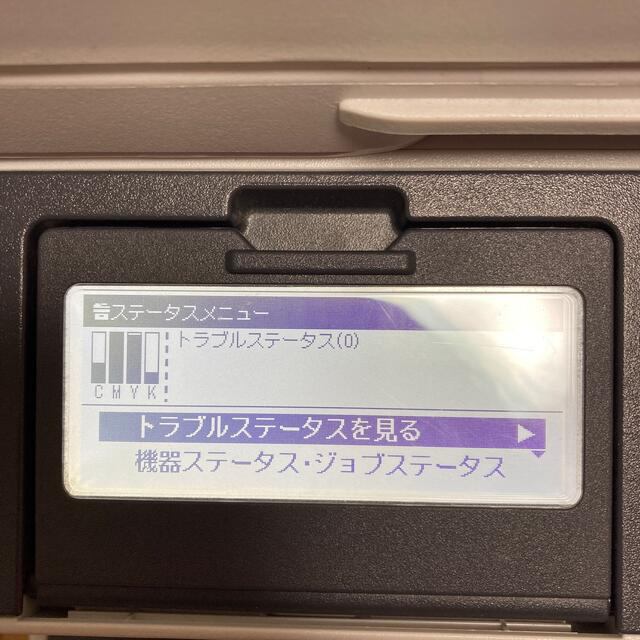 ステータスメニュー
トラブルステータス(0)
C M Y K
トラブルステータスを見る
機器ステータス・ジョブステータス